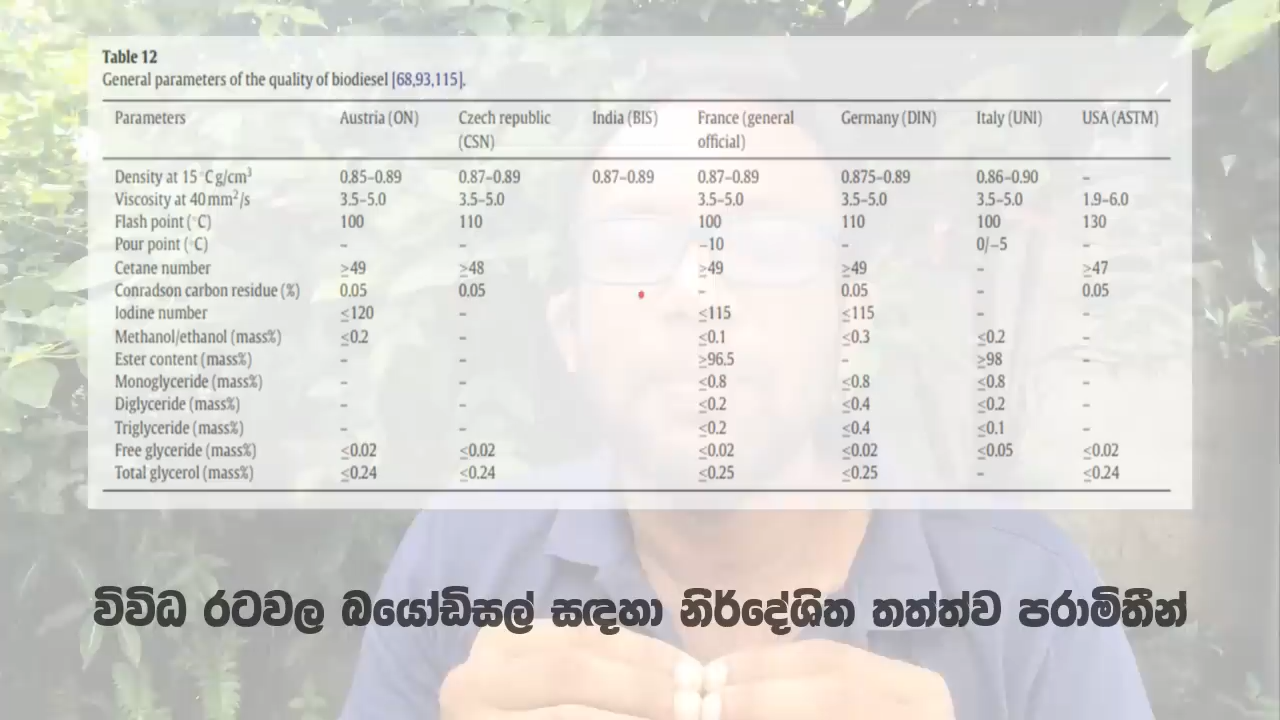 Table 12
General parameters of the quality of biodiesel [68,93,115].
Parameters Austria (ON) Czech republic (CSN) India (BIS) France (general official) Germany (DIN) Italy (UNI) USA (ASTM)
Density at 15 °C g/cm³ 0.85–0.89 0.87–0.89 0.87–0.89 0.87–0.89 0.875–0.89 0.86–0.90 –
Viscosity at 40 mm²/s 3.5–5.0 3.5–5.0 3.5–5.0 3.5–5.0 3.5–5.0 1.9–6.0
Flash point (°C) 100 110 100 110 100 130
Pour point (°C) – – –10 – 0/–5 –
Cetane number ≥49 ≥48 ≥49 ≥49 – ≥47
Conradson carbon residue (%) 0.05 0.05 – 0.05 – 0.05
Iodine number ≤120 – ≤115 ≤115 – –
Methanol/ethanol (mass%) ≤0.2 – ≤0.1 ≤0.3 ≤0.2 –
Ester content (mass%) – – ≥96.5 – ≥98 –
Monoglyceride (mass%) – – ≤0.8 ≤0.8 ≤0.8 –
Diglyceride (mass%) – – ≤0.2 ≤0.4 ≤0.2 –
Triglyceride (mass%) – – ≤0.2 ≤0.4 ≤0.1 –
Free glyceride (mass%) ≤0.02 ≤0.02 ≤0.02 ≤0.02 ≤0.05 ≤0.02
Total glycerol (mass%) ≤0.24 ≤0.24 ≤0.25 ≤0.25 – ≤0.24
විවිධ රටවල බයෝඩිසල් සඳහා නිර්දේශිත තත්ත්ව පරාමිතීන්